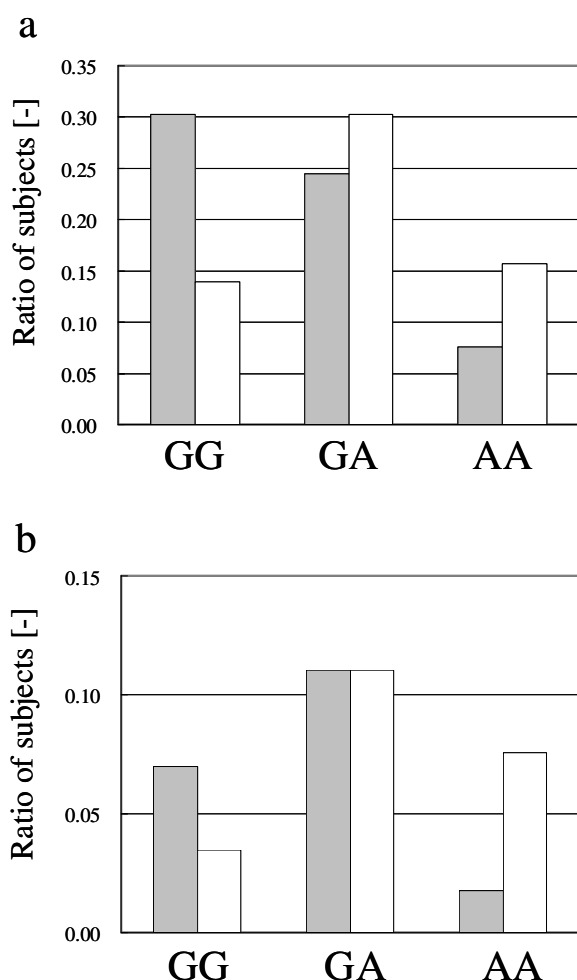 a
Ratio of subjects [-]
0.35
0.30
0.25
0.20
0.15
0.10
0.05
0.00
GG GA AA
b
Ratio of subjects [-]
0.15
0.10
0.05
0.00
GG GA AA